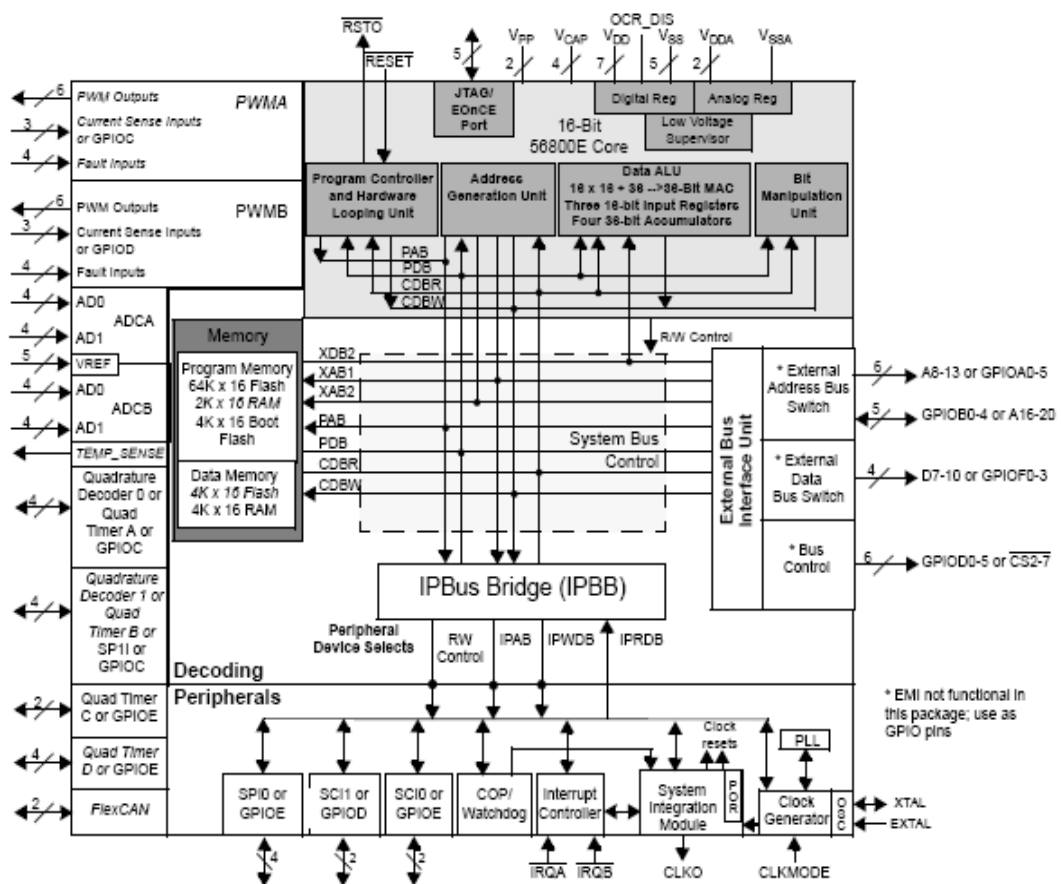 OCR_DIS
RSTO
VPP VCAP VDD VSS VDDA VSSA
RESET
5 2 4 7 5 2
6 PWM Outputs PWMA
3 Current Sense Inputs
or GPIOC
4 Fault Inputs
JTAG/
EOnCE
Port
Digital Reg
Analog Reg
Low Voltage
Supervisor
16-Bit
56800E Core
6 PWM Outputs PWMB
3 Current Sense Inputs
or GPIOD
4 Fault Inputs
Program Controller
and Hardware
Looping Unit
Address
Generation Unit
Data ALU
16 x 16 + 36 -->36-Bit MAC
Three 16-bit Input Registers
Four 36-bit Accumulators
Bit
Manipulation
Unit
PAB
PDB
CDBR
CDBW
4 AD0
ADCA
4 AD1
5 VREF
4 AD0
ADCB
4 AD1
TEMP_SENSE
4 Quadrature
Decoder 0 or
Quad
Timer A or
GPIOC
4 Quadrature
Decoder 1 or
Quad
Timer B or
SP1I or
GPIOC
2 Quad Timer
C or GPIOE
4 Quad Timer
D or GPIOE
2 FlexCAN
Memory
Program Memory
64K x 16 Flash
2K x 16 RAM
4K x 16 Boot
Flash
Data Memory
4K x 16 Flash
4K x 16 RAM
XDB2
XAB1
XAB2
PAB
PDB
CDBR
CDBW
R/W Control
System Bus
Control
External Bus
Interface Unit
* External
Address Bus
Switch
* External
Data
Bus Switch
* Bus
Control
6 A8-13 or GPIOA0-5
5 GPIOB0-4 or A16-20
4 D7-10 or GPIOF0-3
6 GPIOD0-5 or CS2-7
IPBus Bridge (IPBB)
Peripheral
Device Selects
RW
Control
IPAB
IPWDB
IPRDB
Decoding
Peripherals
* EMI not functional in
this package; use as
GPIO pins
Clock
resets
PLL
SPI0 or
GPIOE
SCI1 or
GPIOD
SCI0 or
GPIOE
COP/
Watchdog
Interrupt
Controller
System
Integration
Module
POR
Clock
Generator
OSC
XTAL
EXTAL
4 2 2
IRQA IRQB CLKO CLKMODE